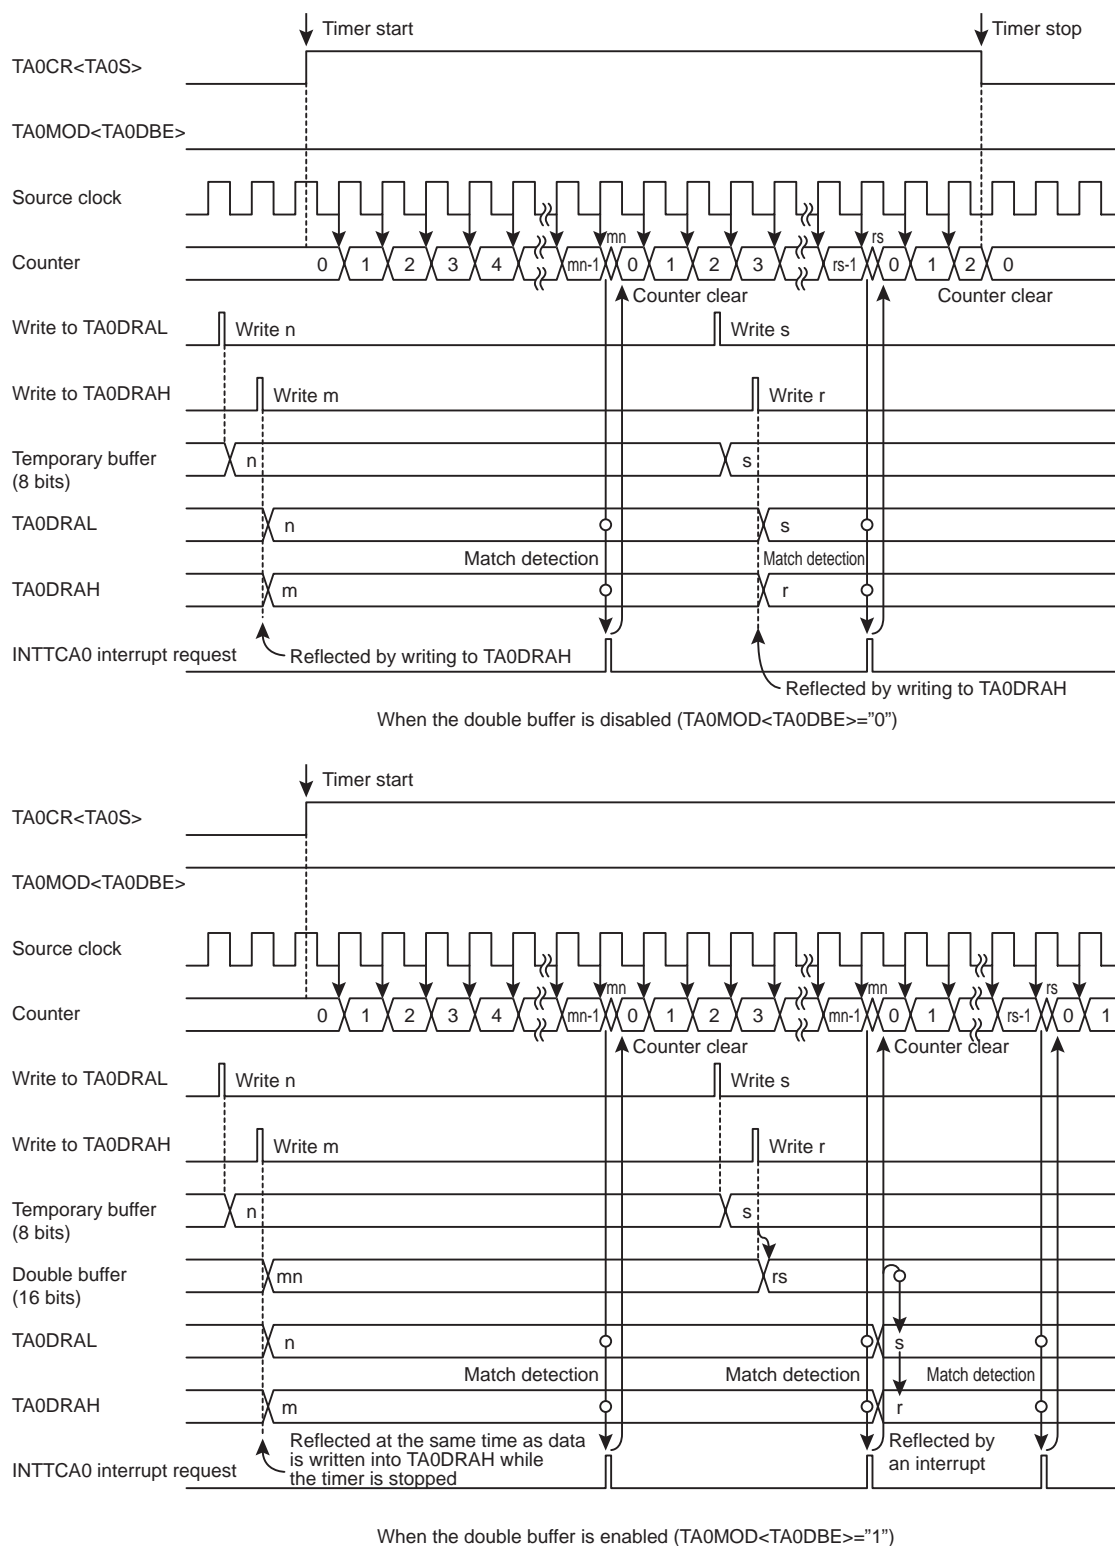 Timer start
Timer stop
TA0CR<TA0S>
TA0MOD<TA0DBE>
Source clock
mn rs
Counter 0 1 2 3 4 mn-1 0 1 2 3 rs-1 0 1 2 0
Counter clear Counter clear
Write to TA0DRAL Write n Write s
Write to TA0DRAH Write m Write r
Temporary buffer n s
(8 bits)
TA0DRAL n s
Match detection Match detection
TA0DRAH m r
INTTCA0 interrupt request Reflected by writing to TA0DRAH
Reflected by writing to TA0DRAH
When the double buffer is disabled (TA0MOD<TA0DBE>=”0”)
Timer start
TA0CR<TA0S>
TA0MOD<TA0DBE>
Source clock
mn mn rs
Counter 0 1 2 3 4 mn-1 0 1 2 3 mn-1 0 1 rs-1 0 1
Counter clear Counter clear
Write to TA0DRAL Write n Write s
Write to TA0DRAH Write m Write r
Temporary buffer n s
(8 bits)
Double buffer mn rs
(16 bits)
TA0DRAL n s
Match detection Match detection Match detection
TA0DRAH m r
Reflected at the same time as data Reflected by
is written into TA0DRAH while an interrupt
INTTCA0 interrupt request the timer is stopped
When the double buffer is enabled (TA0MOD<TA0DBE>=”1”)